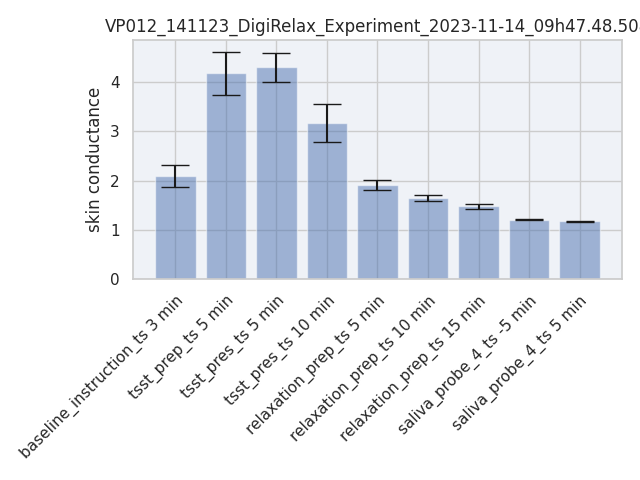 VP012_141123_DigiRelax_Experiment_2023-11-14_09h47.48.50
skin conductance
4
3
2
1
0
baseline_instruction_ts 3 min
tsst_prep_ts 5 min
tsst_pres_ts 5 min
tsst_pres_ts 10 min
relaxation_prep_ts 5 min
relaxation_prep_ts 10 min
relaxation_prep_ts 15 min
saliva_probe_4_ts -5 min
saliva_probe_4_ts 5 min